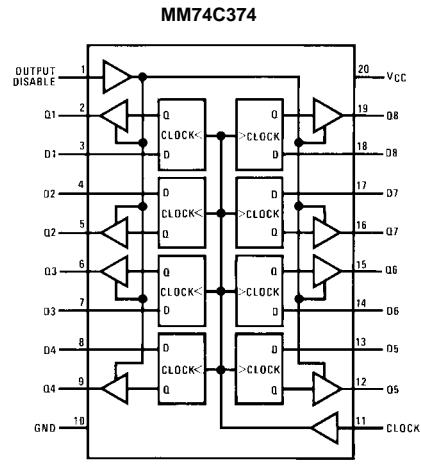 MM74C374
OUTPUT DISABLE 1 20 VCC
Q1 2 Q CLOCK< >CLOCK Q 19 Q8
D1 3 D D 18 D8
D2 4 D CLOCK< >CLOCK D 17 D7
Q2 5 Q Q 16 Q7
Q3 6 Q CLOCK< >CLOCK Q 15 Q6
D3 7 D D 14 D6
D4 8 D CLOCK< >CLOCK D 13 D5
Q4 9 Q Q 12 Q5
GND 10 11 CLOCK